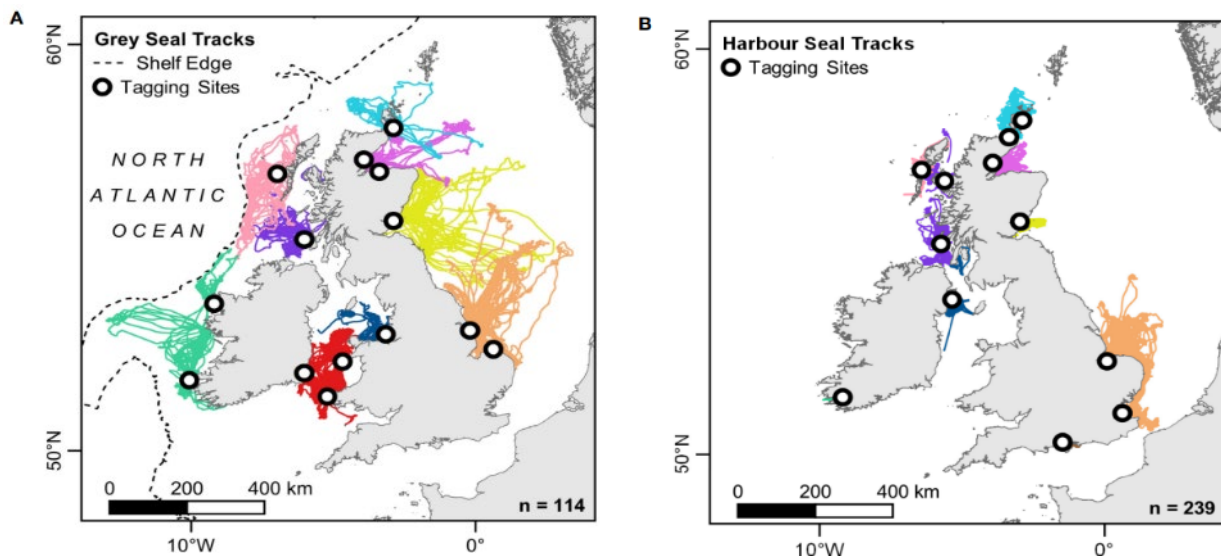 A
Grey Seal Tracks
Shelf Edge
Tagging Sites
NORTH
ATLANTIC
OCEAN
60°N
50°N
0 200 400 km
n = 114
10°W 0°
B
Harbour Seal Tracks
Tagging Sites
60°N
50°N
0 200 400 km
n = 239
10°W 0°